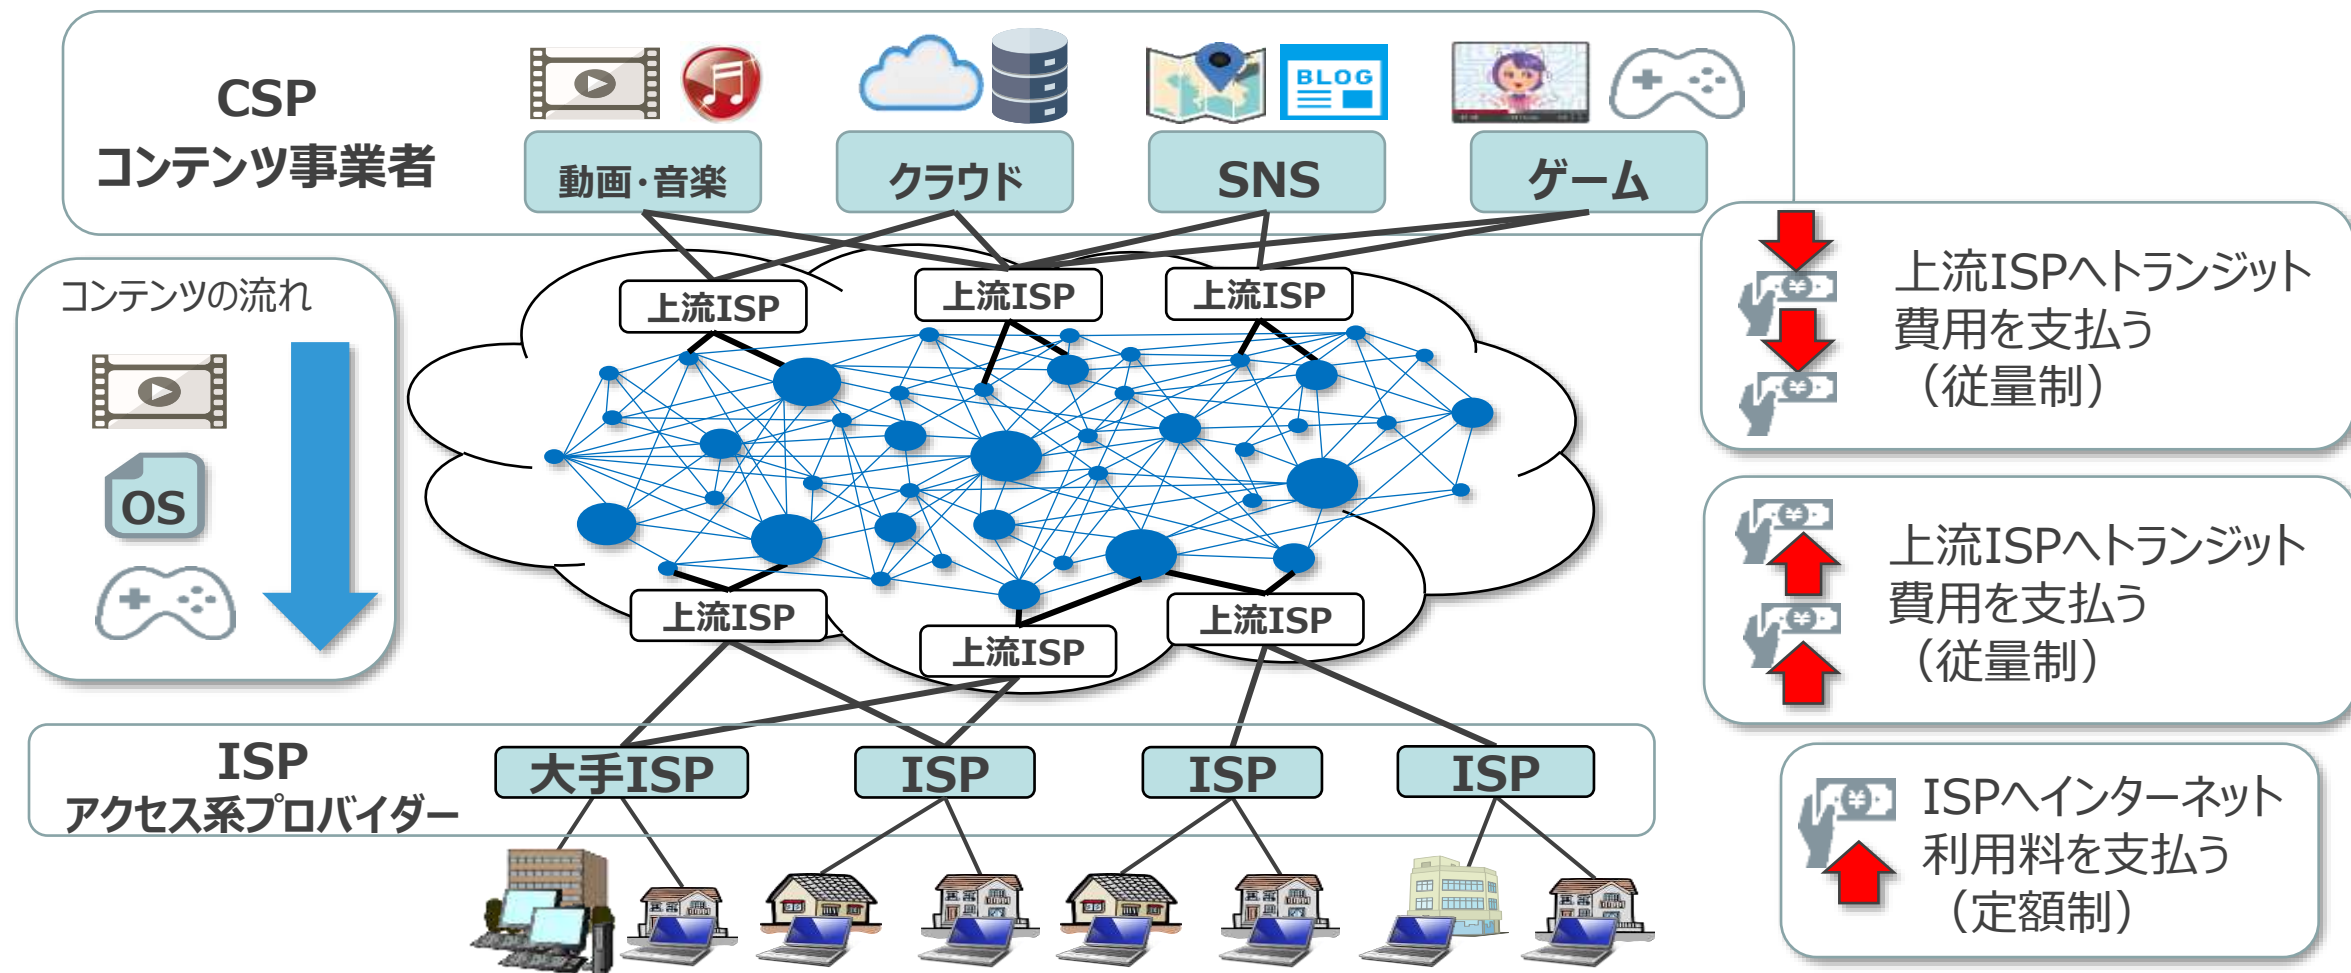 CSP
コンテンツ事業者
BLOG
動画・音楽
クラウド
SNS
ゲーム
コンテンツの流れ
OS
上流ISP
上流ISP
上流ISP
上流ISP
上流ISP
上流ISP
ISP
アクセス系プロバイダー
大手ISP
ISP
ISP
ISP
上流ISPへトランジット
費用を支払う
（従量制）
上流ISPへトランジット
費用を支払う
（従量制）
ISPへインターネット
利用料を支払う
（定額制）